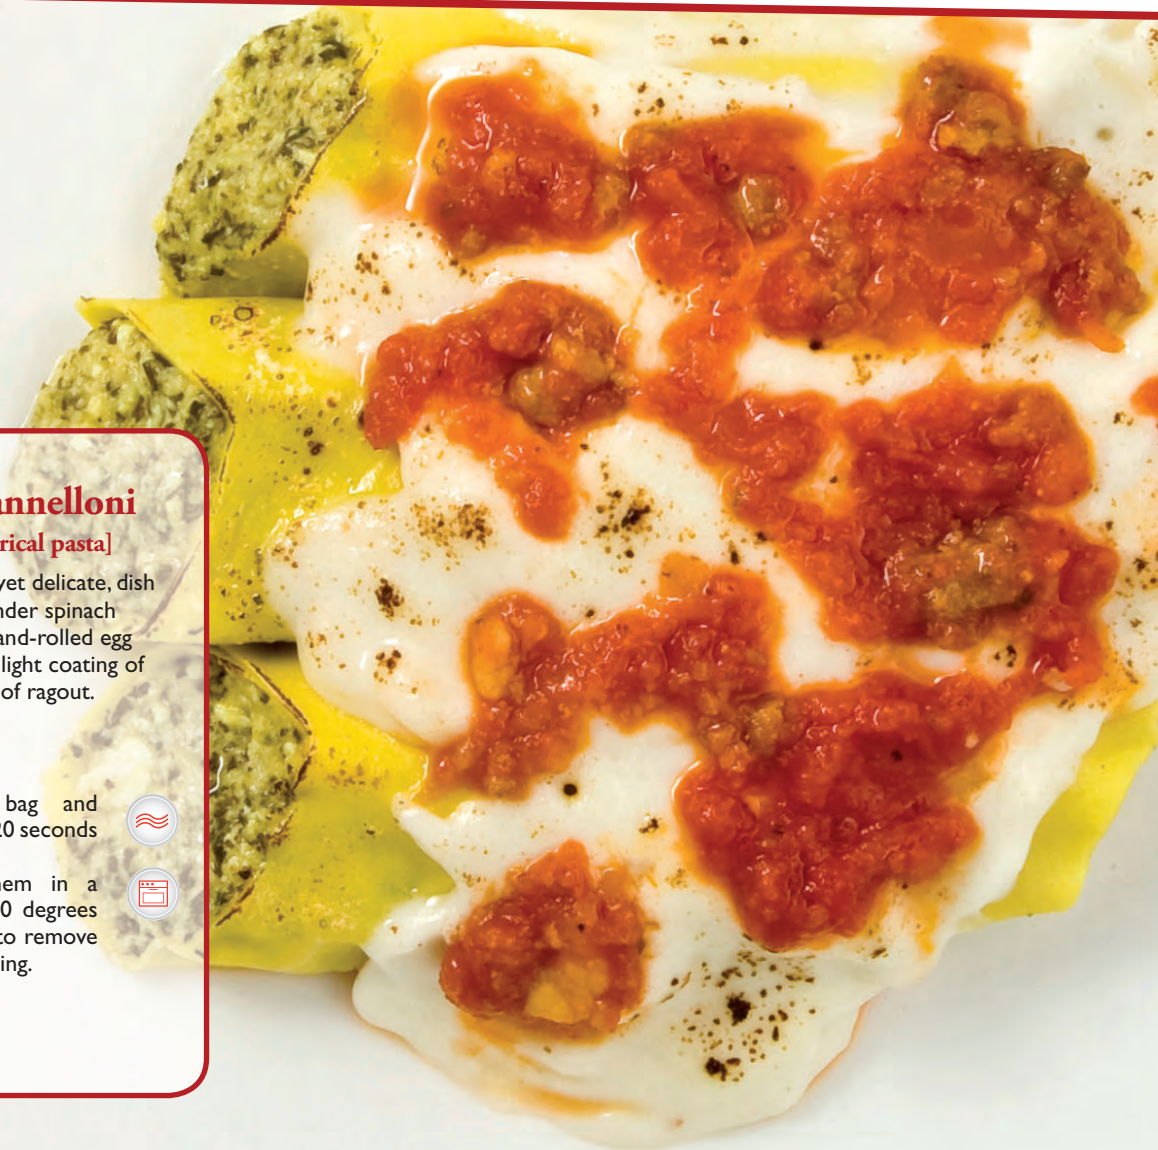 annelloni
rical pasta]
yet delicate, dish
nder spinach
and-rolled egg
light coating of
of ragout.
bag and
20 seconds
hem in a
0 degrees
to remove
ing.